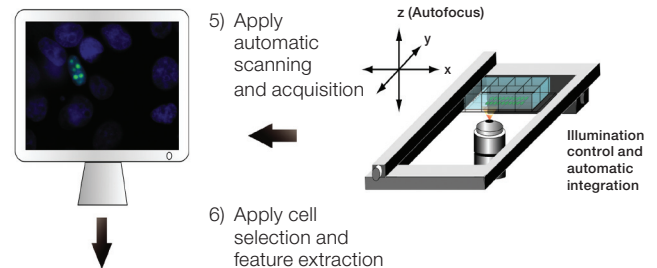 5) Apply
automatic
scanning
and acquisition
z (Autofocus)
y
x
Illumination
control and
automatic
integration
6) Apply cell
selection and
feature extraction